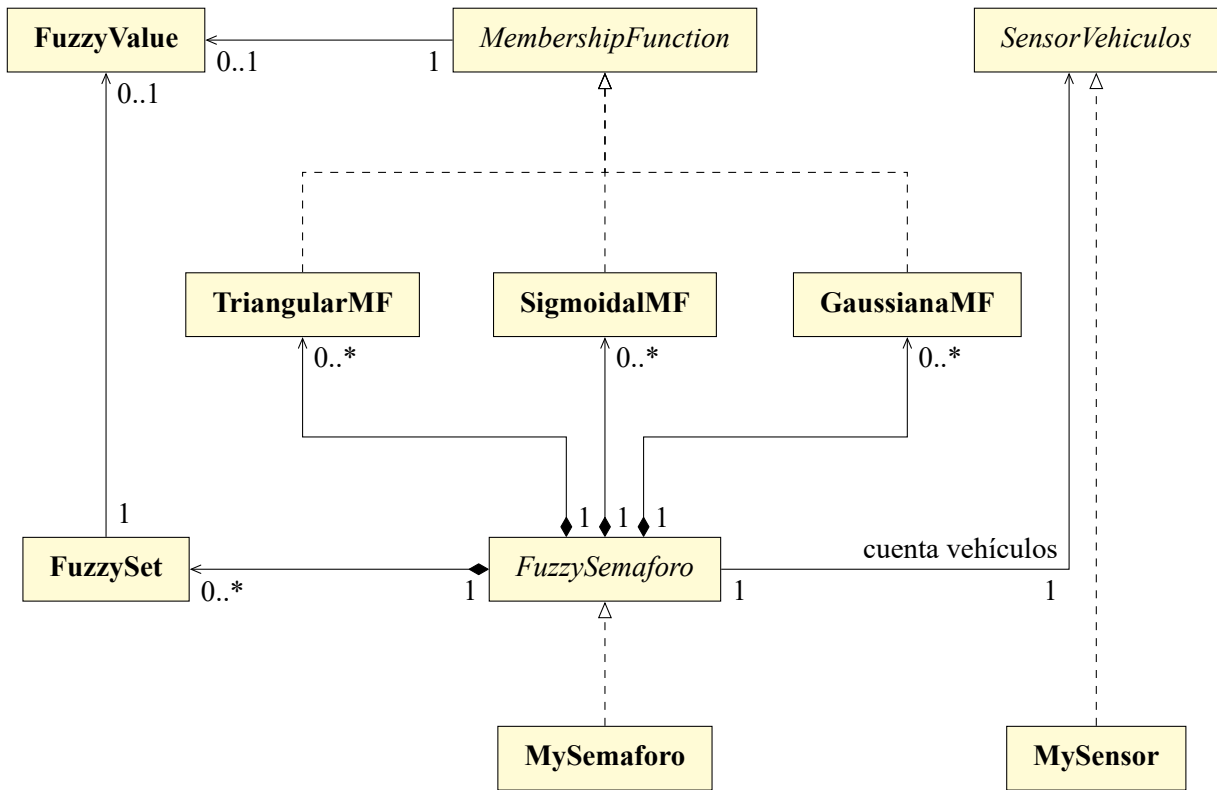 FuzzyValue
MembershipFunction
SensorVehiculos
0..1
1
0..1
TriangularMF
SigmoidalMF
GaussianaMF
0..*
0..*
0..*
1
1
1
1
FuzzySet
FuzzySemaforo
cuenta vehículos
0..*
1
1
1
MySemaforo
MySensor